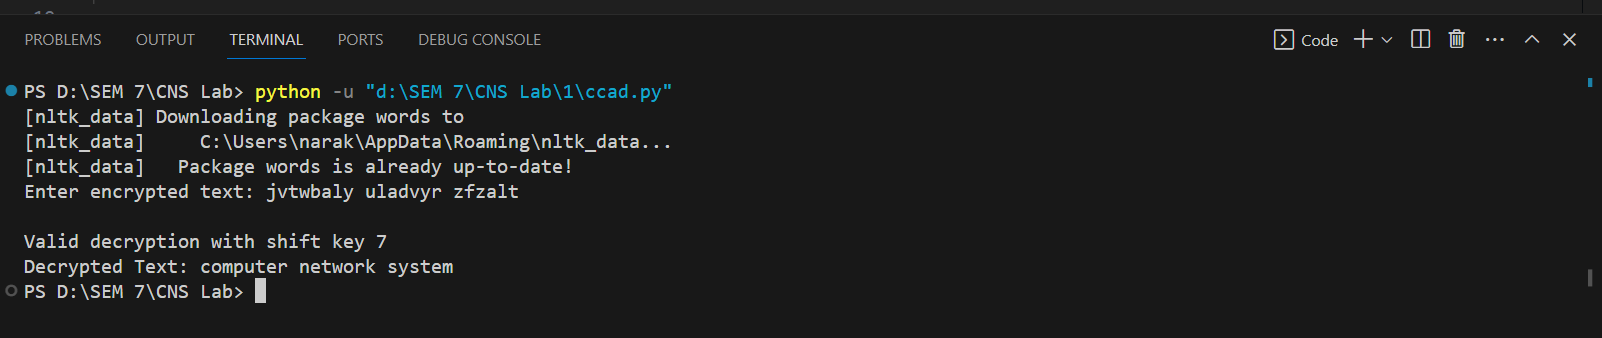 PROBLEMS OUTPUT TERMINAL PORTS DEBUG CONSOLE Code
PS D:\SEM 7\CNS Lab> python -u "d:\SEM 7\CNS Lab\1\ccad.py"
[nltk_data] Downloading package words to
[nltk_data]     C:\Users\narak\AppData\Roaming\nltk_data...
[nltk_data]   Package words is already up-to-date!
Enter encrypted text: jvtwbaly uladvyr zfzalt
Valid decryption with shift key 7
Decrypted Text: computer network system
PS D:\SEM 7\CNS Lab>